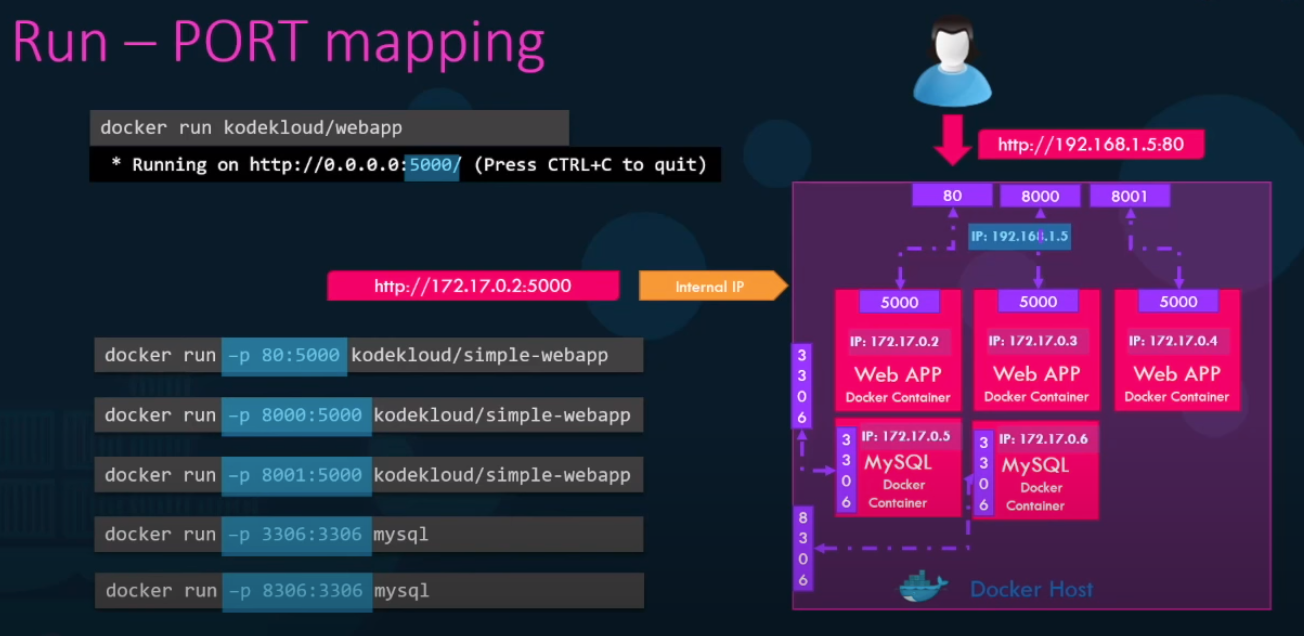 Run – PORT mapping
docker run kodekloud/webapp
* Running on http://0.0.0.0:5000/ (Press CTRL+C to quit)
http://192.168.1.5:80
80
8000
8001
IP: 192.168.1.5
http://172.17.0.2:5000
Internal IP
5000
5000
5000
IP: 172.17.0.2
IP: 172.17.0.3
IP: 172.17.0.4
Web APP
Docker Container
Web APP
Docker Container
Web APP
Docker Container
docker run -p 80:5000 kodekloud/simple-webapp
docker run -p 8000:5000 kodekloud/simple-webapp
docker run -p 8001:5000 kodekloud/simple-webapp
docker run -p 3306:3306 mysql
docker run -p 8306:3306 mysql
3306
3306
IP: 172.17.0.5
MySQL
Docker
Container
3306
IP: 172.17.0.6
MySQL
Docker
Container
8306
Docker Host